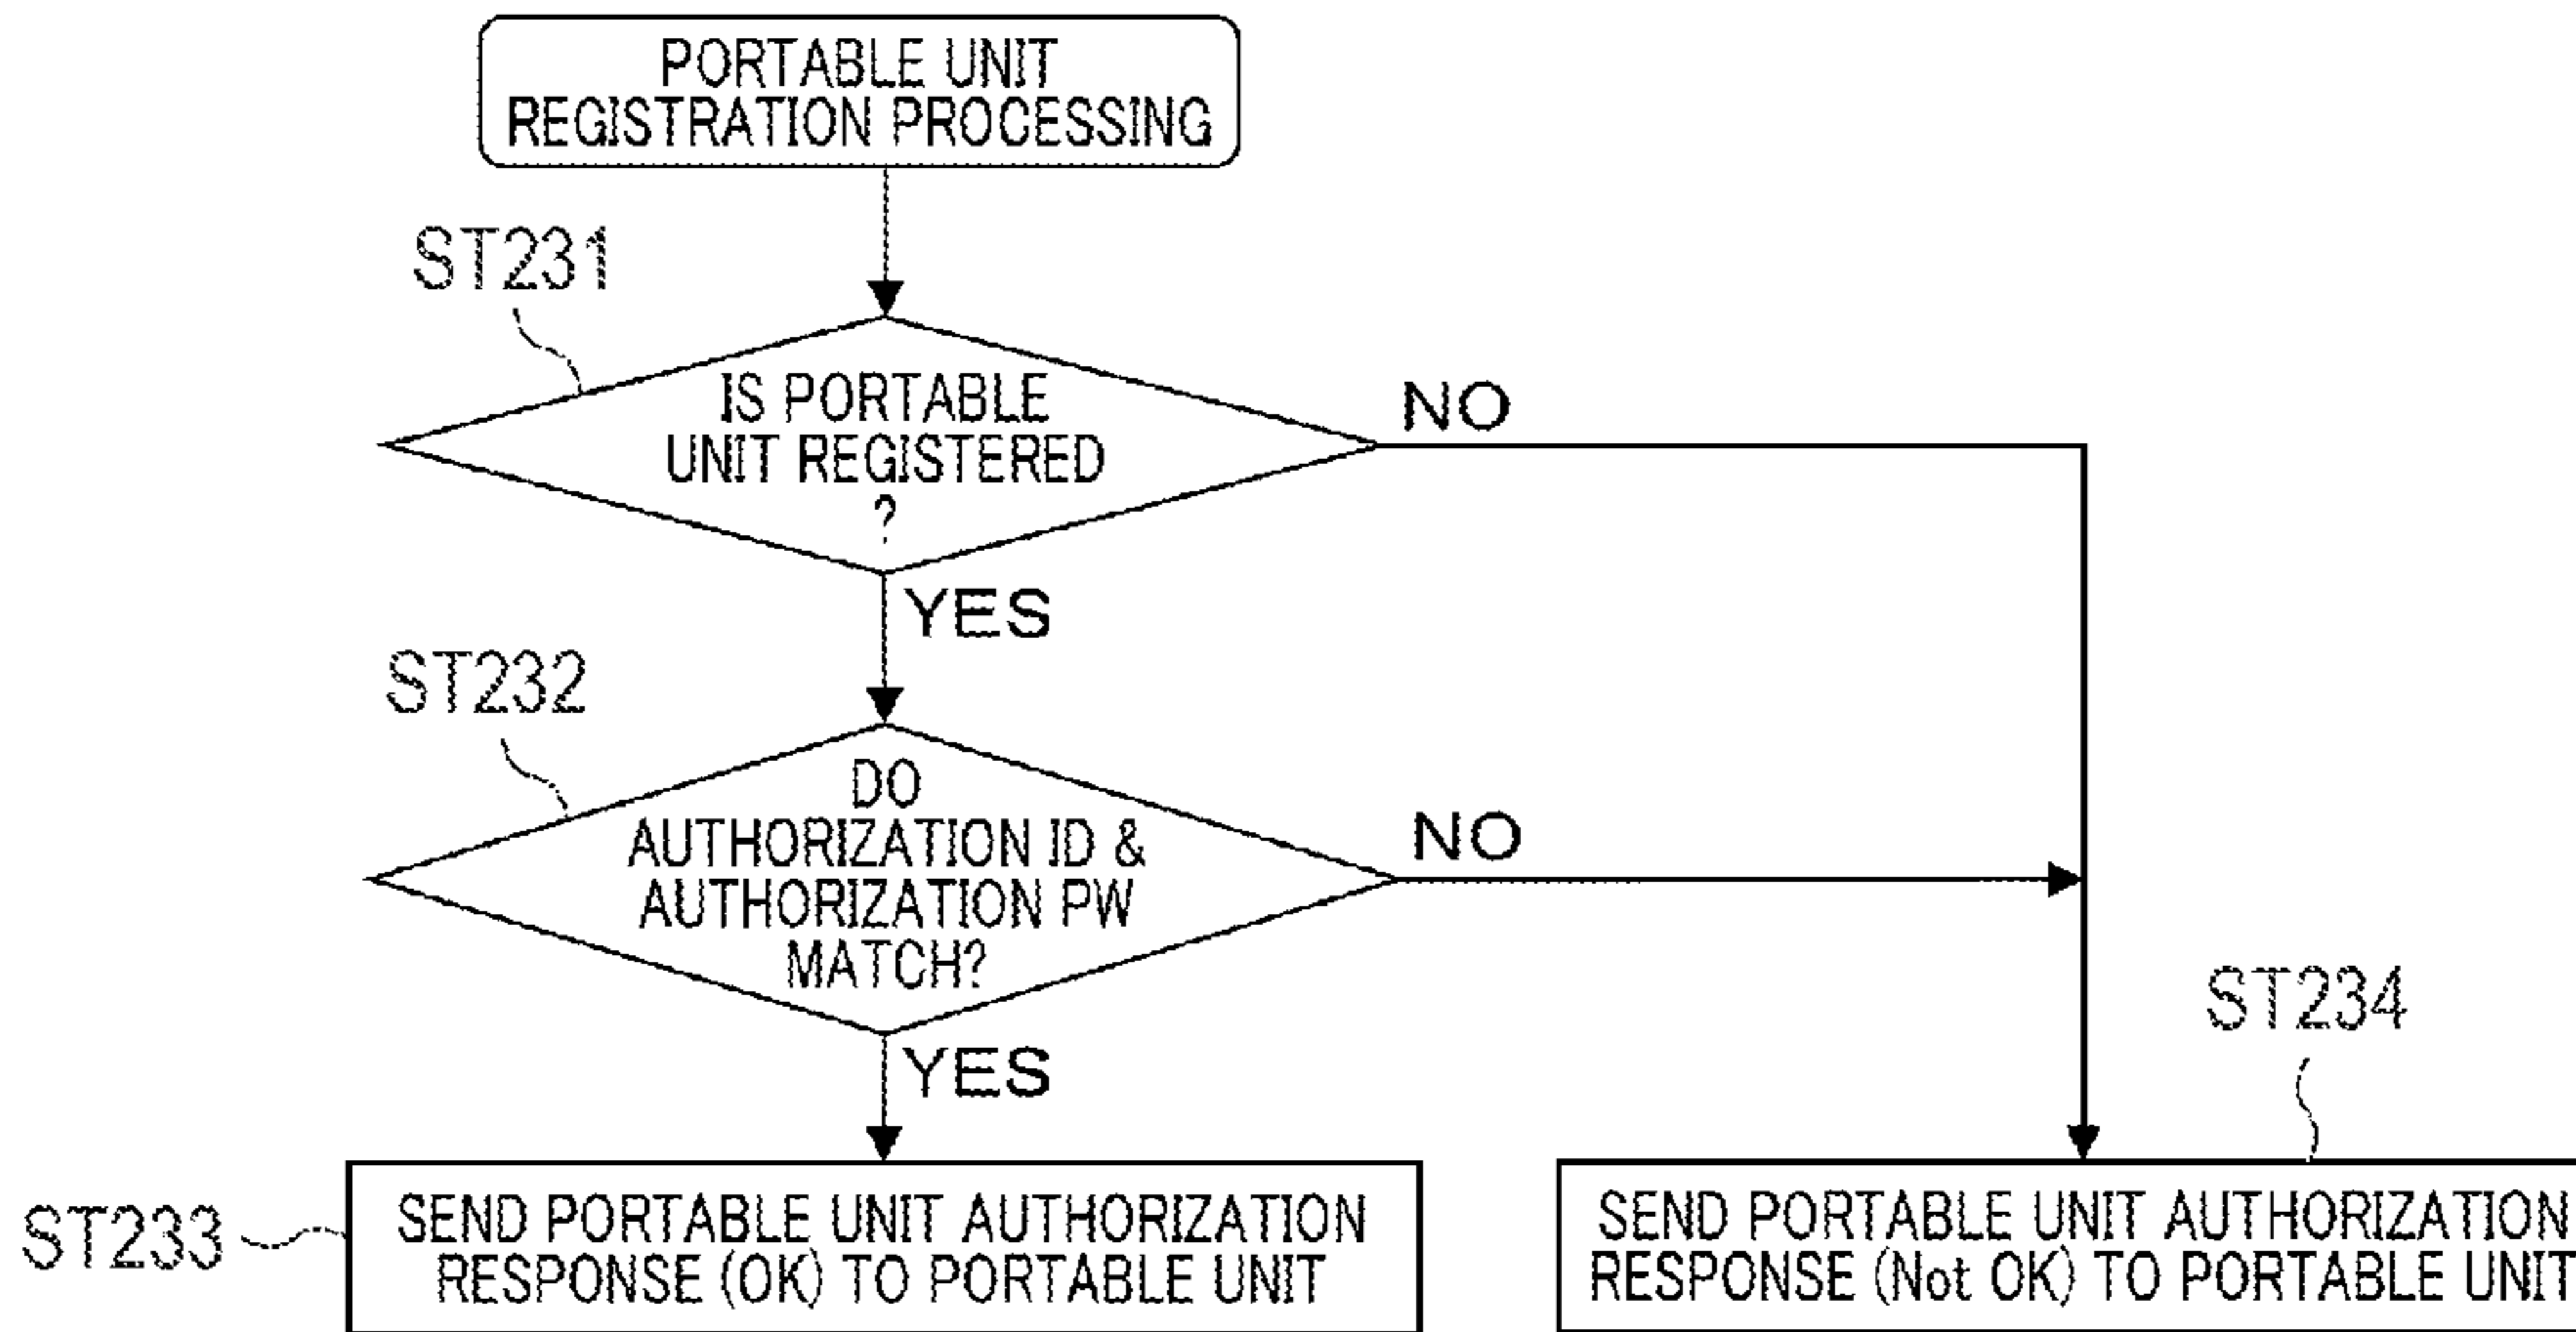 PORTABLE UNIT
REGISTRATION PROCESSING
ST231
IS PORTABLE
UNIT REGISTERED
?
NO
YES
ST232
DO
AUTHORIZATION ID &
AUTHORIZATION PW
MATCH?
NO
YES
ST234
ST233
SEND PORTABLE UNIT AUTHORIZATION
RESPONSE (OK) TO PORTABLE UNIT
SEND PORTABLE UNIT AUTHORIZATION
RESPONSE (Not OK) TO PORTABLE UNIT